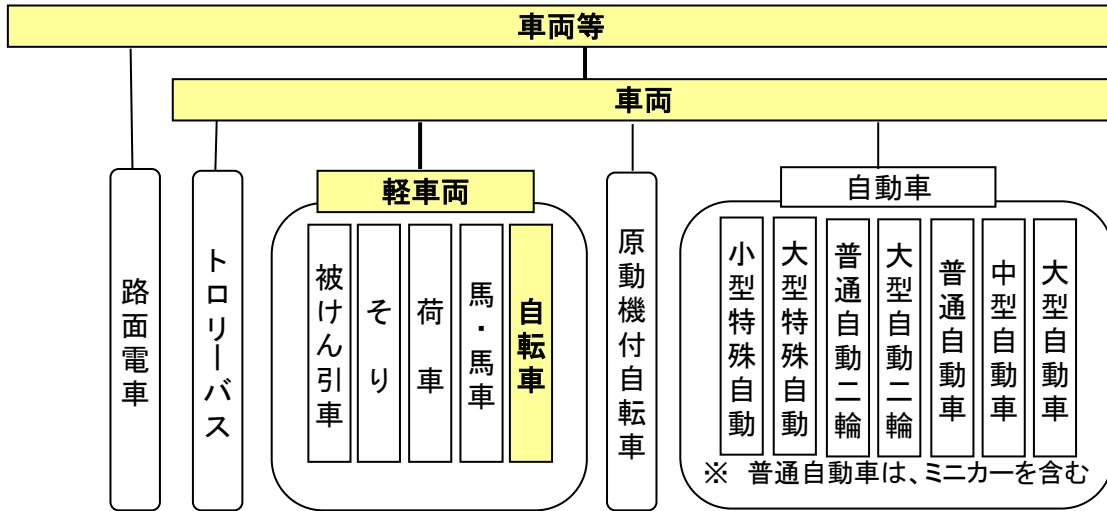 車両等
車両
軽車両
自動車
路面電車
トロリーバス
被けん引車
そり
荷車
馬・馬車
自転車
原動機付自転車
小型特殊自動
大型特殊自動
普通自動二輪
大型自動二輪
普通自動車
中型自動車
大型自動車
※ 普通自動車は、ミニカーを含む